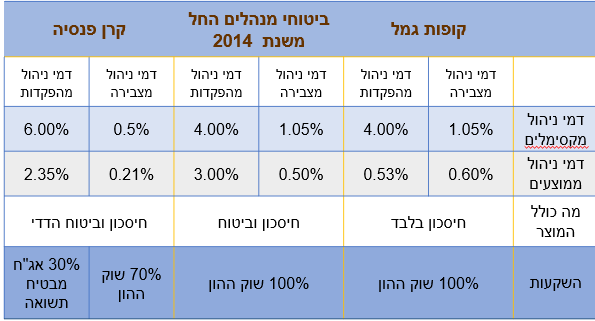 קופות גמל
ביטוחי מנהלים החל
משנת 2014
קרן פנסיה
דמי ניהול
מצבירה
דמי ניהול
מהפקדות
דמי ניהול
מצבירה
דמי ניהול
מהפקדות
דמי ניהול
מצבירה
דמי ניהול
מהפקדות
דמי ניהול
מקסימלים
1.05%
4.00%
1.05%
4.00%
0.5%
6.00%
דמי ניהול
ממוצעים
0.60%
0.53%
0.50%
3.00%
0.21%
2.35%
מה כולל
המוצר
חיסכון בלבד
חיסכון וביטוח
חיסכון וביטוח הדדי
השקעות
100% שוק ההון
100% שוק ההון
70% שוק
ההון
30% אג"ח
מבטיח
תשואה